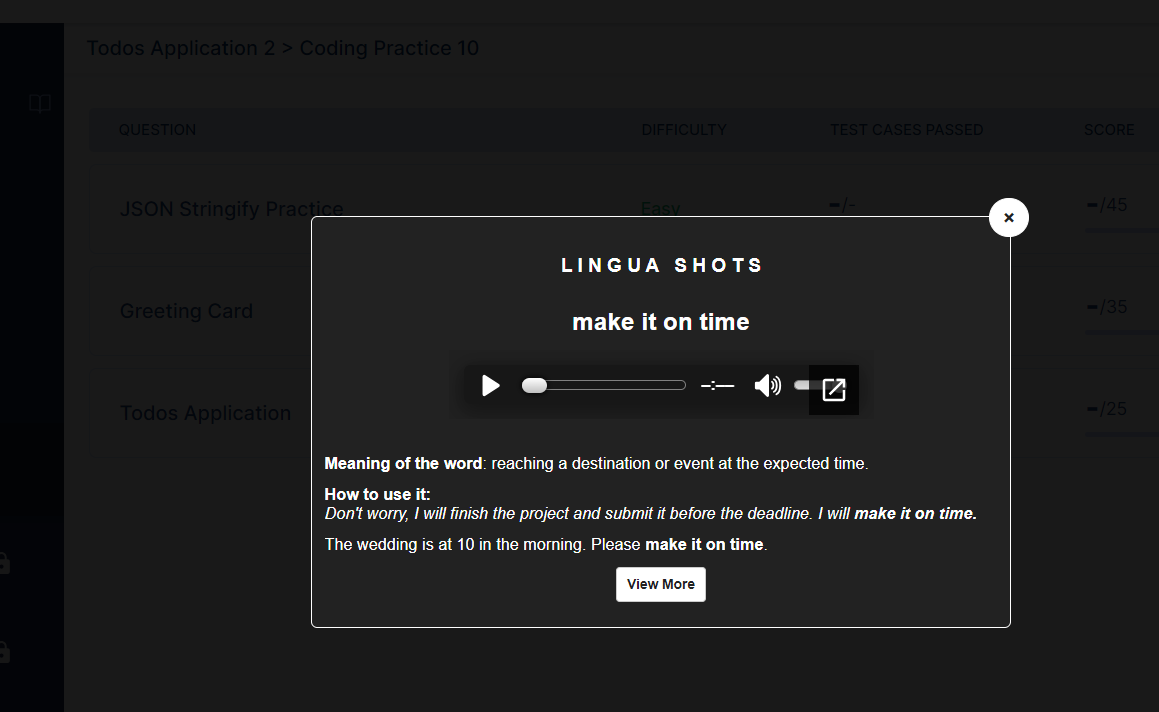 Todos Application 2 > Coding Practice 10
QUESTION DIFFICULTY TEST CASES PASSED SCORE
JSON Stringify Practice Easy -/- -/45
LINGUA SHOTS
Greeting Card -/35
make it on time
-:--
Todos Application -/25
Meaning of the word: reaching a destination or event at the expected time.
How to use it:
Don't worry, I will finish the project and submit it before the deadline. I will make it on time.
The wedding is at 10 in the morning. Please make it on time.
View More